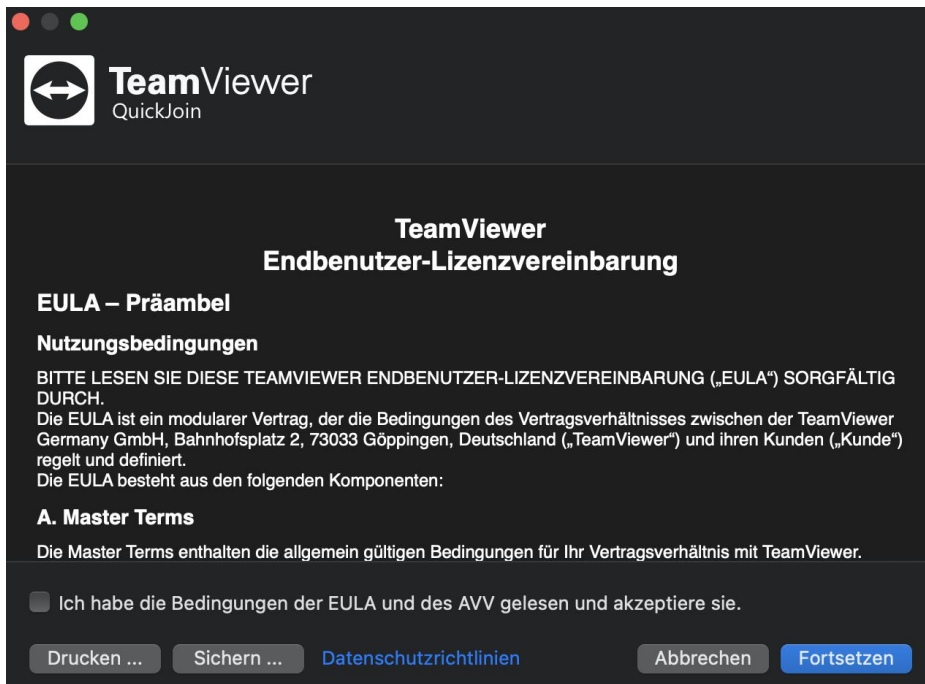 TeamViewer
QuickJoin
TeamViewer
Endbenutzer-Lizenzvereinbarung
EULA – Präambel
Nutzungsbedingungen
BITTE LESEN SIE DIESE TEAMVIEWER ENDBENUTZER-LIZENZVEREINBARUNG („EULA“) SORGFÄLTIG
DURCH.
Die EULA ist ein modularer Vertrag, der die Bedingungen des Vertragsverhältnisses zwischen der TeamViewer
Germany GmbH, Bahnhofsplatz 2, 73033 Göppingen, Deutschland („TeamViewer“) und ihren Kunden („Kunde“)
regelt und definiert.
Die EULA besteht aus den folgenden Komponenten:
A. Master Terms
Die Master Terms enthalten die allgemein gültigen Bedingungen für Ihr Vertragsverhältnis mit TeamViewer.
Ich habe die Bedingungen der EULA und des AVV gelesen und akzeptiere sie.
Drucken ... Sichern ... Datenschutzrichtlinien Abbrechen Fortsetzen